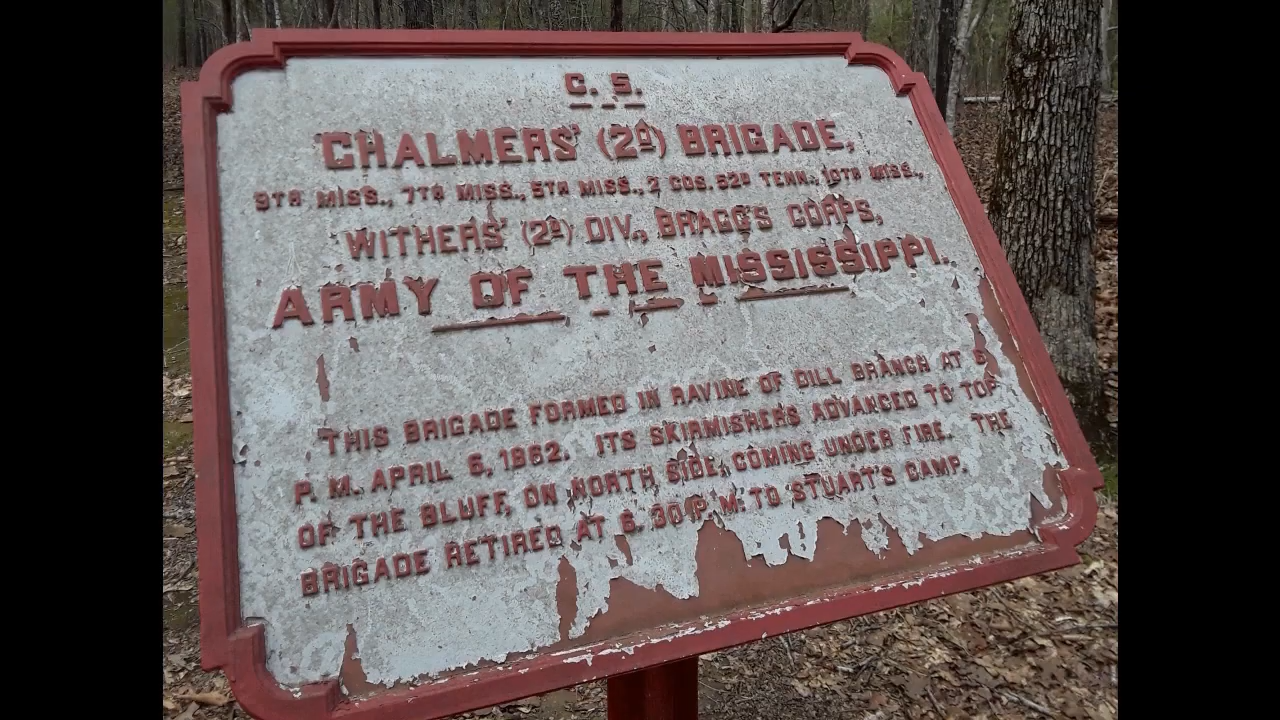 C. S.
CHALMERS' (2D) BRIGADE,
9TH MISS., 7TH MISS., 5TH MISS., 2 COS. 52D TENN., 10TH MISS.,
WITHERS' (2D) DIV., BRAGG'S CORPS,
ARMY OF THE MISSISSIPPI.
THIS BRIGADE FORMED IN RAVINE OF DILL BRANCH AT 6
P. M. APRIL 6, 1862. ITS SKIRMISHERS ADVANCED TO TOP
OF THE BLUFF, ON NORTH SIDE, COMING UNDER FIRE. THE
BRIGADE RETIRED AT 6.30 P. M. TO STUART'S CAMP.